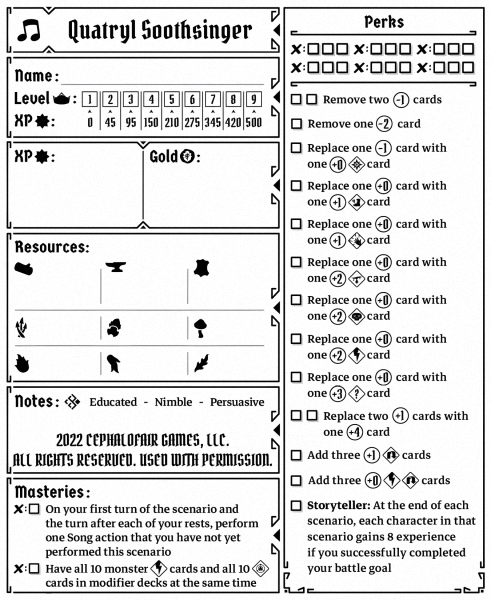 Quatryl Soothsinger
Name:
Level : 1 2 3 4 5 6 7 8 9
XP : 0 45 95 150 210 275 345 420 500
XP :
Gold :
Resources:
Notes: Educated - Nimble - Persuasive
2022 CEPHALOFAIR GAMES, LLC.
ALL RIGHTS RESERVED. USED WITH PERMISSION.
Masteries:
On your first turn of the scenario and
the turn after each of your rests, perform
one Song action that you have not yet
performed this scenario
Have all 10 monster cards and all 10
cards in modifier decks at the same time
Perks
Remove two -1 cards
Remove one -2 card
Replace one -1 card with
one +0 card
Replace one +0 card with
one +1 card
Replace one +0 card with
one +1 card
Replace one +0 card with
one +2 card
Replace one +0 card with
one +2 card
Replace one +0 card with
one +2 card
Replace one +0 card with
one +3 ? card
Replace two +1 cards with
one +4 card
Add three +1 cards
Add three +0 cards
Storyteller: At the end of each
scenario, each character in that
scenario gains 8 experience
if you successfully completed
your battle goal